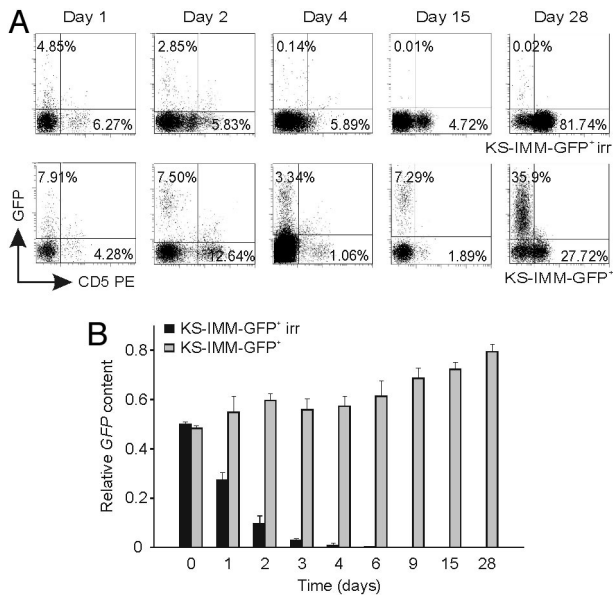 A
Day 1 Day 2 Day 4 Day 15 Day 28
4.85% 2.85% 0.14% 0.01% 0.02%
6.27% 5.83% 5.89% 4.72% 81.74%
KS-IMM-GFP⁺irr
7.91% 7.50% 3.34% 7.29% 35.9%
4.28% 12.64% 1.06% 1.89% 27.72%
KS-IMM-GFP⁺
GFP
CD5 PE
B
KS-IMM-GFP⁺ irr
KS-IMM-GFP⁺
Relative GFP content
0.8
0.6
0.4
0.2
0
0 1 2 3 4 6 9 15 28
Time (days)